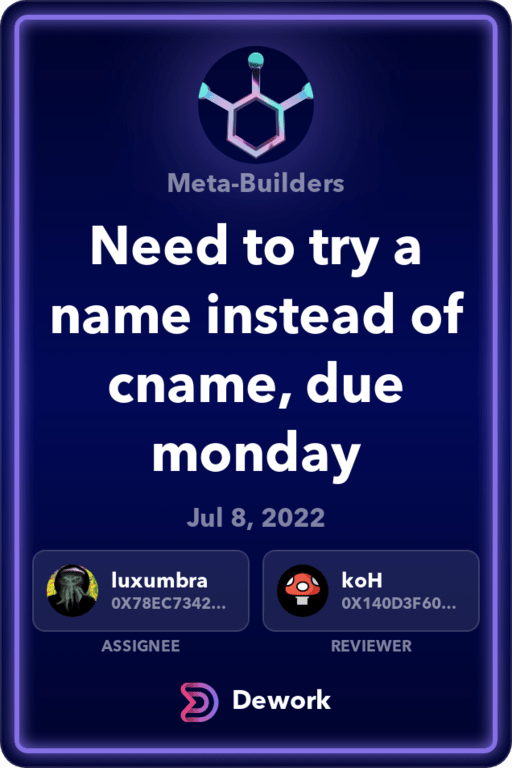 Meta-Builders
Need to try a
name instead of
cname, due
monday
Jul 8, 2022
luxumbra
0X78EC7342...
koH
0X140D3F60...
ASSIGNEE
REVIEWER
Dework